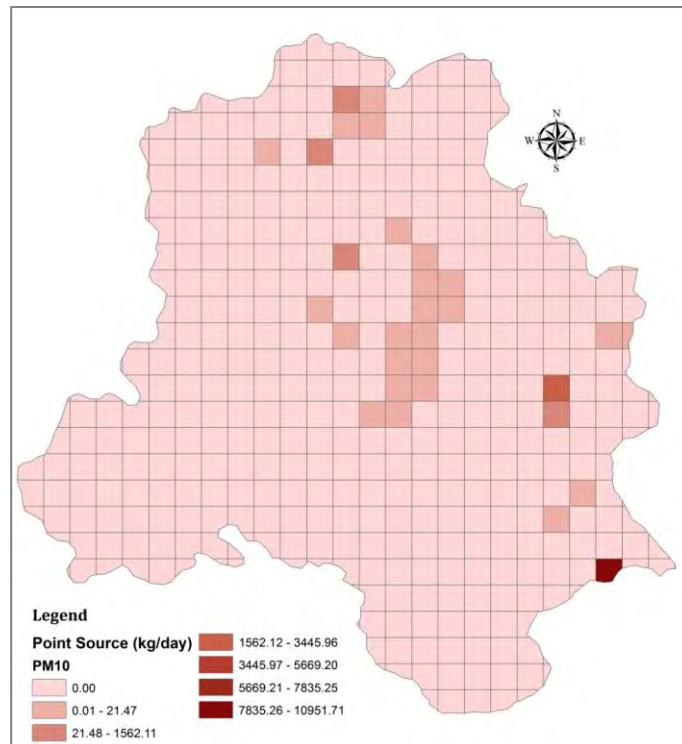 N
W E
S
Legend
Point Source (kg/day)
PM10
0.00
0.01 - 21.47
21.48 - 1562.11
1562.12 - 3445.96
3445.97 - 5669.20
5669.21 - 7835.25
7835.26 - 10951.71